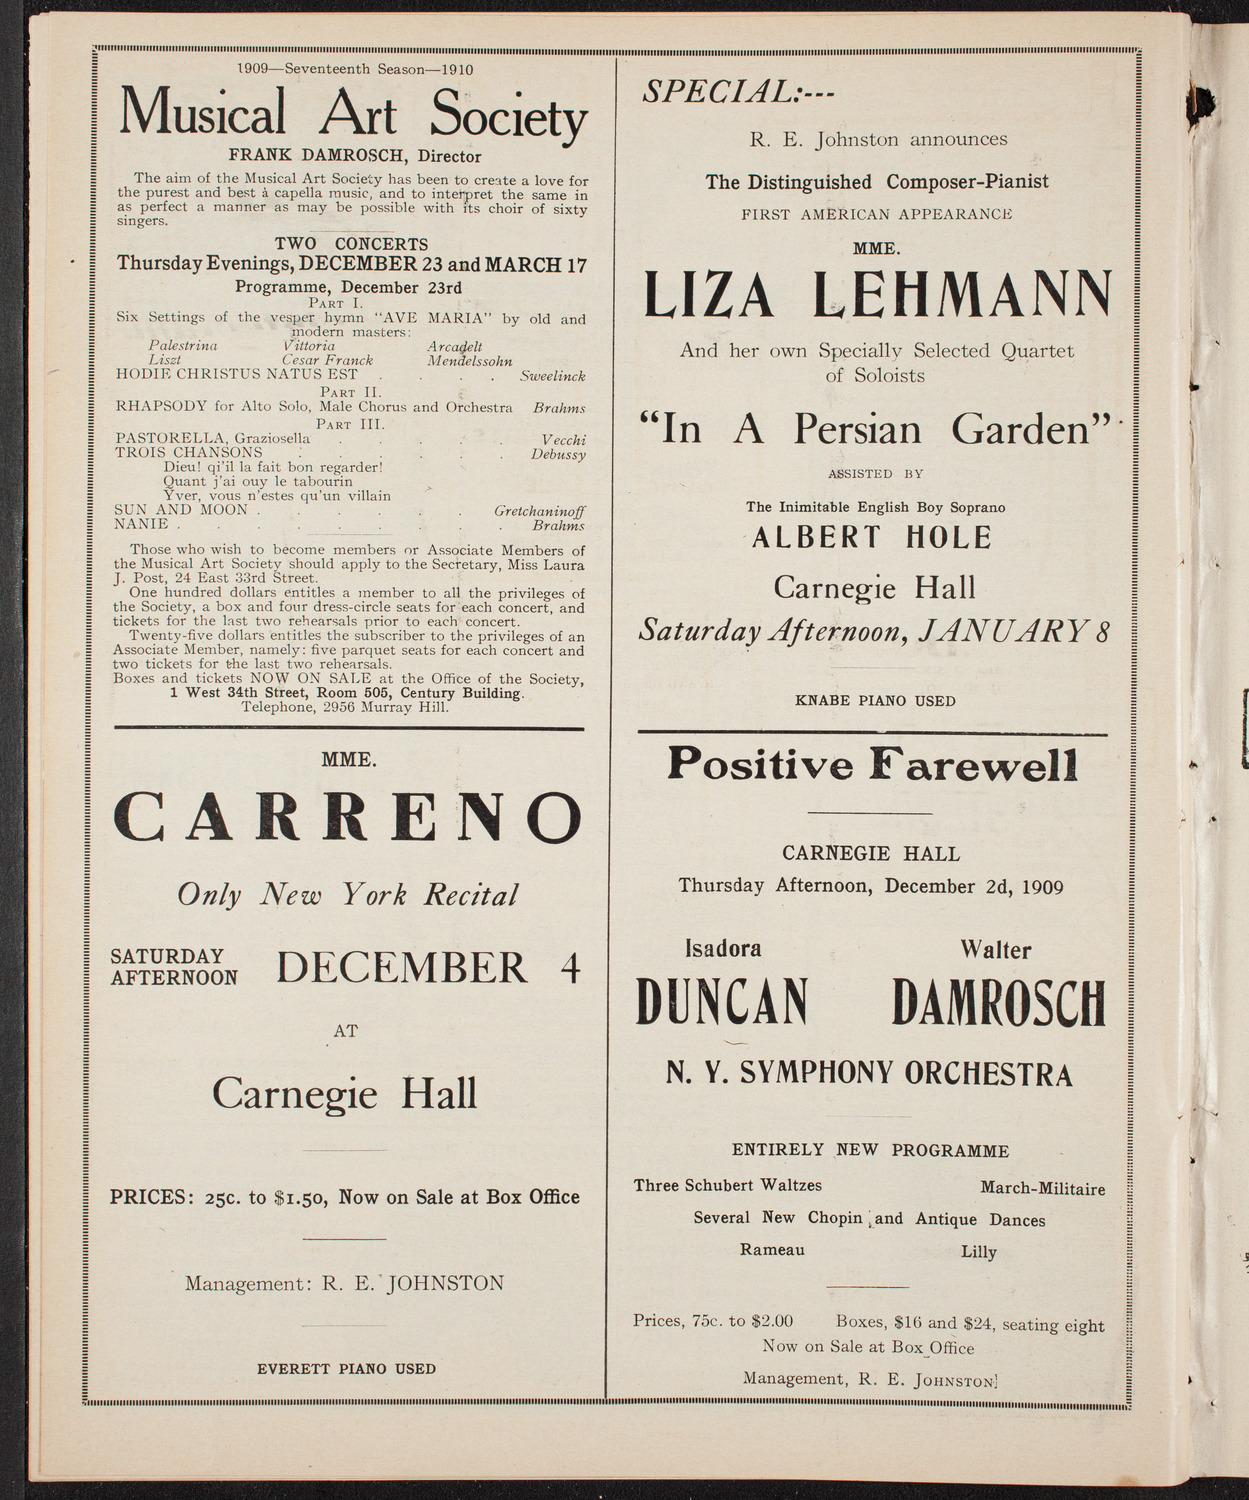 1909—Seventeenth Season—1910
Musical Art Society
FRANK DAMROSCH, Director
The aim of the Musical Art Society has been to create a love for
the purest and best à capella music, and to interpret the same in
as perfect a manner as may be possible with its choir of sixty
singers.
TWO CONCERTS
Thursday Evenings, DECEMBER 23 and MARCH 17
Programme, December 23rd
PART I.
Six Settings of the vesper hymn "AVE MARIA" by old and
modern masters:
Palestrina Vittoria Arcadelt
Liszt Cesar Franck Mendelssohn
HODIE CHRISTUS NATUS EST . . . . Sweelinck
PART II.
RHAPSODY for Alto Solo, Male Chorus and Orchestra Brahms
PART III.
PASTORELLA, Graziosella . . . . . Vecchi
TROIS CHANSONS . . . . . . Debussy
Dieu! qi'il la fait bon regarder!
Quant j'ai ouy le tabourin
Yver, vous n'estes qu'un villain
SUN AND MOON . . . . . . Gretchaninoff
NANIE . . . . . . . . . Brahms
Those who wish to become members or Associate Members of
the Musical Art Society should apply to the Secretary, Miss Laura
J. Post, 24 East 33rd Street.
One hundred dollars entitles a member to all the privileges of
the Society, a box and four dress-circle seats for each concert, and
tickets for the last two rehearsals prior to each concert.
Twenty-five dollars entitles the subscriber to the privileges of an
Associate Member, namely: five parquet seats for each concert and
two tickets for the last two rehearsals.
Boxes and tickets NOW ON SALE at the Office of the Society,
1 West 34th Street, Room 505, Century Building.
Telephone, 2956 Murray Hill.
MME.
CARRENO
Only New York Recital
SATURDAY
AFTERNOON DECEMBER 4
AT
Carnegie Hall
PRICES: 25c. to $1.50, Now on Sale at Box Office
Management: R. E. JOHNSTON
EVERETT PIANO USED
SPECIAL:---
R. E. Johnston announces
The Distinguished Composer-Pianist
FIRST AMERICAN APPEARANCE
MME.
LIZA LEHMANN
And her own Specially Selected Quartet
of Soloists
"In A Persian Garden"
ASSISTED BY
The Inimitable English Boy Soprano
ALBERT HOLE
Carnegie Hall
Saturday Afternoon, JANUARY 8
KNABE PIANO USED
Positive Farewell
CARNEGIE HALL
Thursday Afternoon, December 2d, 1909
Isadora Walter
DUNCAN DAMROSCH
N. Y. SYMPHONY ORCHESTRA
ENTIRELY NEW PROGRAMME
Three Schubert Waltzes March-Militaire
Several New Chopin and Antique Dances
Rameau Lilly
Prices, 75c. to $2.00 Boxes, $16 and $24, seating eight
Now on Sale at Box Office
Management, R. E. JOHNSTON